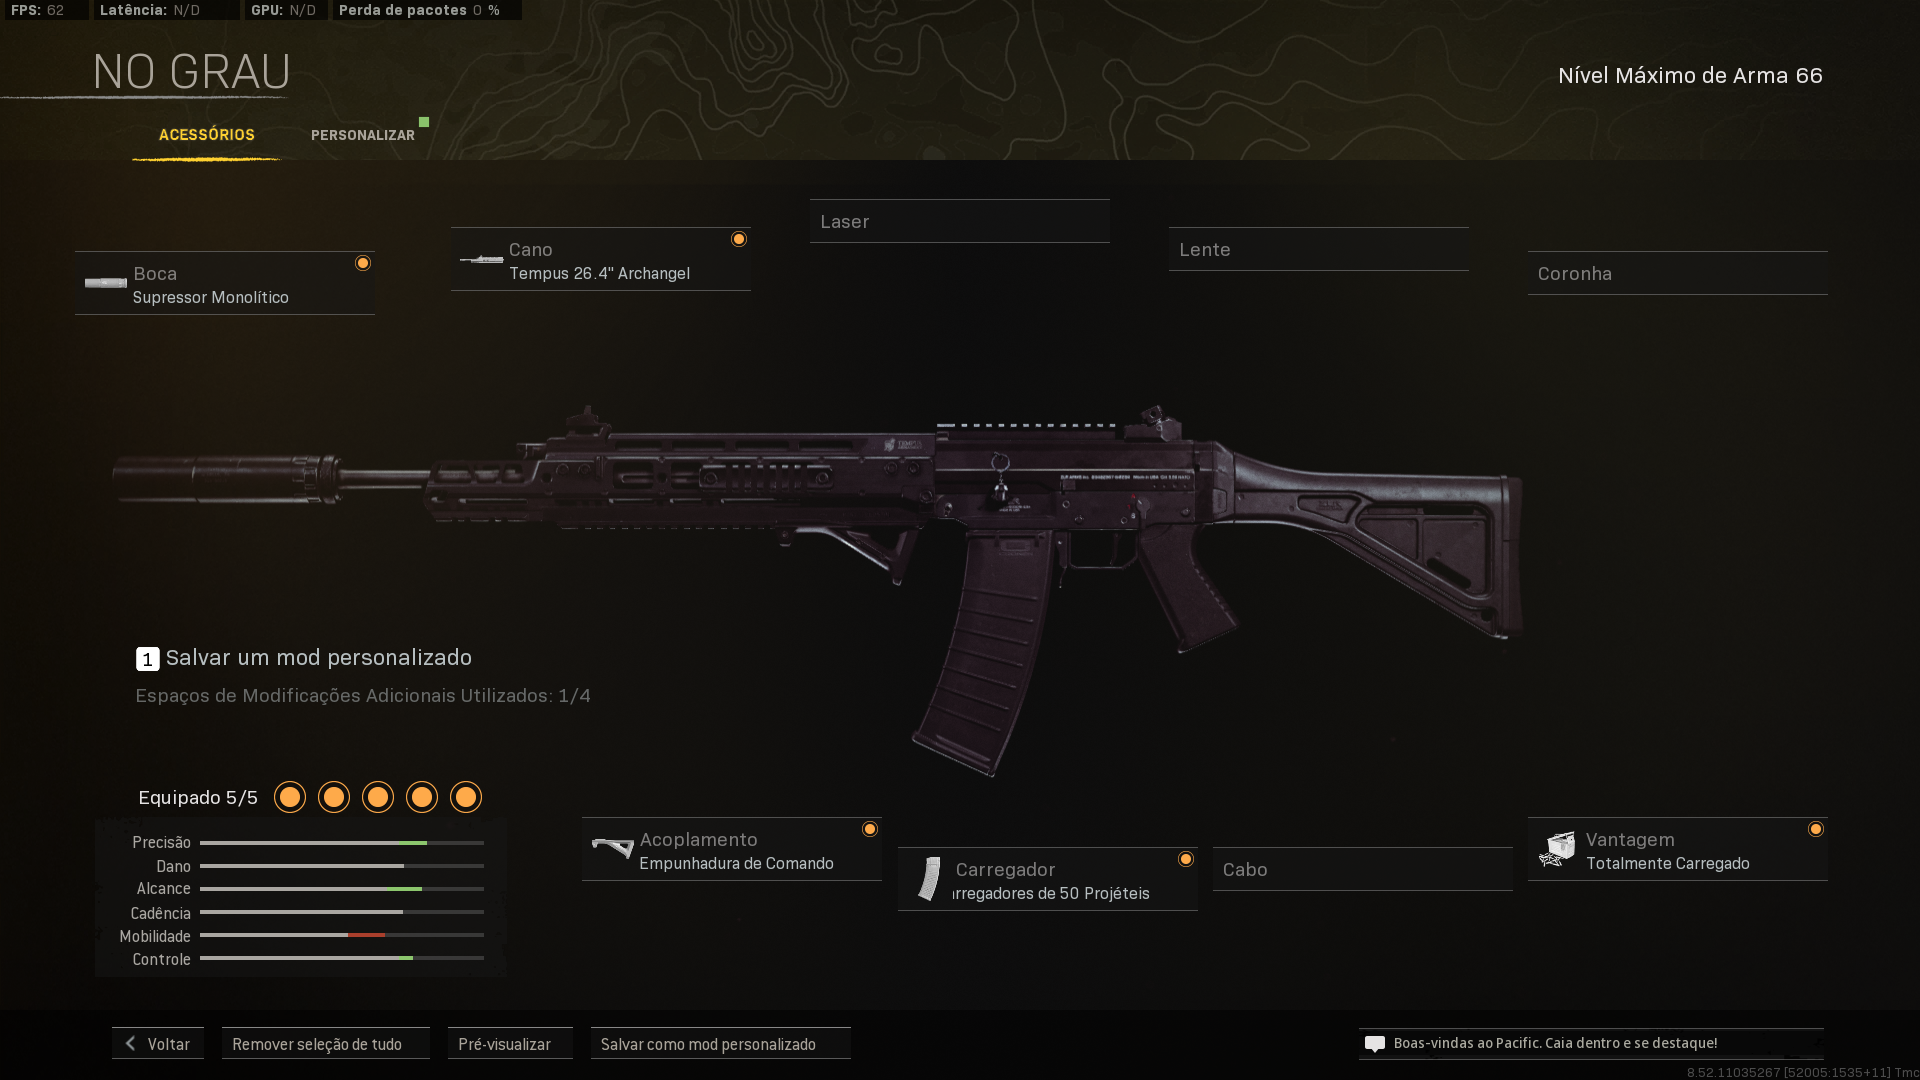 FPS: 62 Latência: N/D GPU: N/D Perda de pacotes 0 %
NO GRAU
Nível Máximo de Arma 66
ACESSÓRIOS PERSONALIZAR
Boca
Supressor Monolítico
Cano
Tempus 26.4" Archangel
Laser
Lente
Coronha
1 Salvar um mod personalizado
Espaços de Modificações Adicionais Utilizados: 1/4
Equipado 5/5
Precisão
Dano
Alcance
Cadência
Mobilidade
Controle
Acoplamento
Empunhadura de Comando
Carregador
rregadores de 50 Projéteis
Cabo
Vantagem
Totalmente Carregado
Voltar
Remover seleção de tudo
Pré-visualizar
Salvar como mod personalizado
Boas-vindas ao Pacific. Caia dentro e se destaque!
8.52.11035267 [52005:1535+11] Tmc